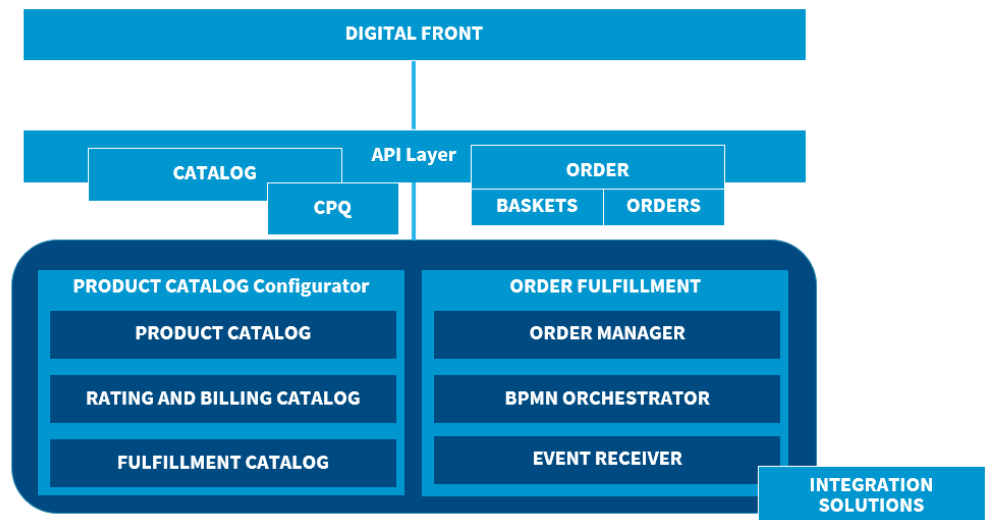 DIGITAL FRONT
API Layer
CATALOG
CPQ
ORDER
BASKETS
ORDERS
PRODUCT CATALOG Configurator
PRODUCT CATALOG
RATING AND BILLING CATALOG
FULFILLMENT CATALOG
ORDER FULFILLMENT
ORDER MANAGER
BPMN ORCHESTRATOR
EVENT RECEIVER
INTEGRATION
SOLUTIONS